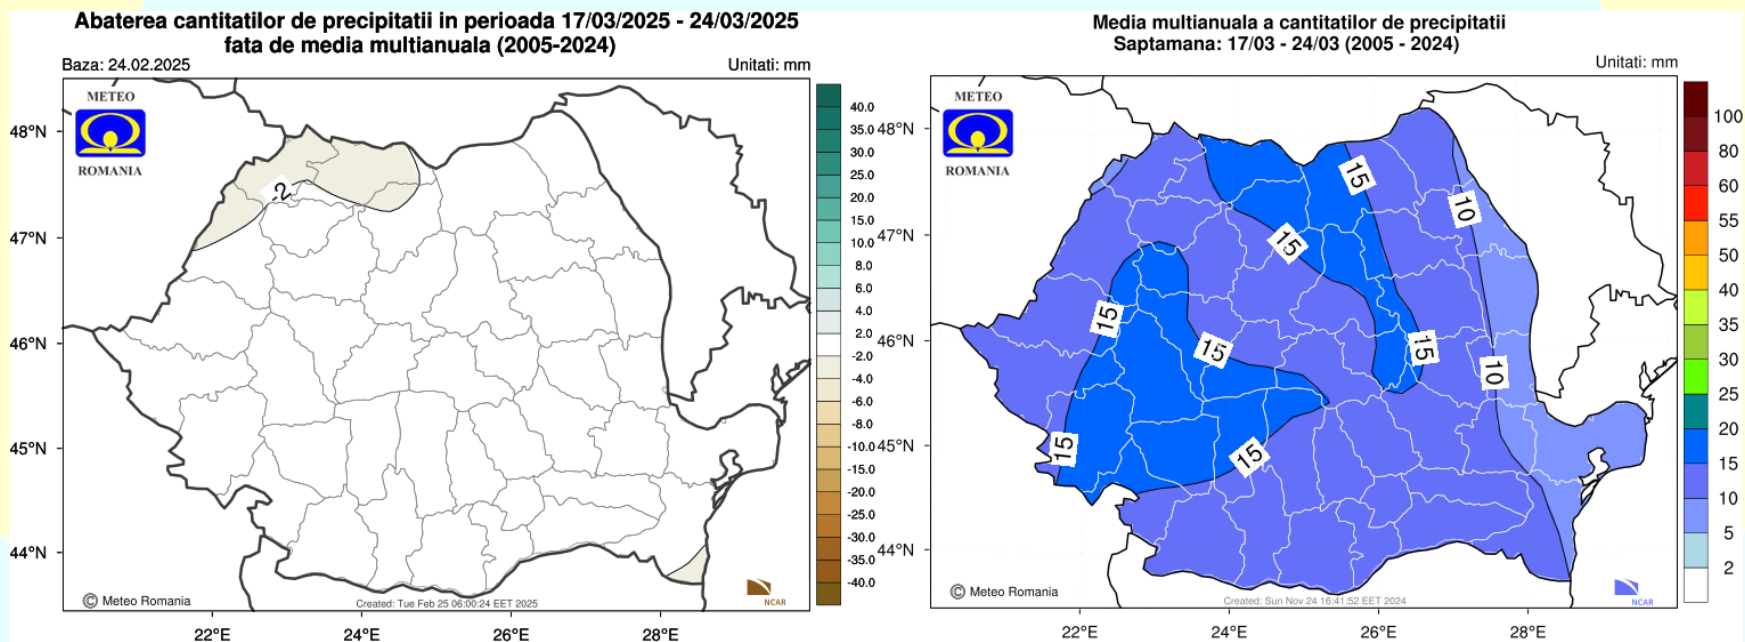 Abaterea cantitatilor de precipitatii in perioada 17/03/2025 - 24/03/2025
fata de media multianuala (2005-2024)
Baza: 24.02.2025
Unitati: mm
METEO
ROMANIA
48°N
47°N
46°N
45°N
44°N
22°E
24°E
26°E
28°E
-2
40.0
35.0
30.0
25.0
20.0
15.0
10.0
8.0
6.0
4.0
2.0
-2.0
-4.0
-6.0
-8.0
-10.0
-15.0
-20.0
-25.0
-30.0
-35.0
-40.0
© Meteo Romania
Created: Tue Feb 25 06:00:24 EET 2025
NCAR
Media multianuala a cantitatilor de precipitatii
Saptamana: 17/03 - 24/03 (2005 - 2024)
Unitati: mm
METEO
ROMANIA
48°N
47°N
46°N
45°N
44°N
22°E
24°E
26°E
28°E
15
10
15
15
15
15
10
15
15
100
80
60
55
50
40
35
30
25
20
15
10
5
2
© Meteo Romania
Created: Sun Nov 24 16:41:52 EET 2024
NCAR